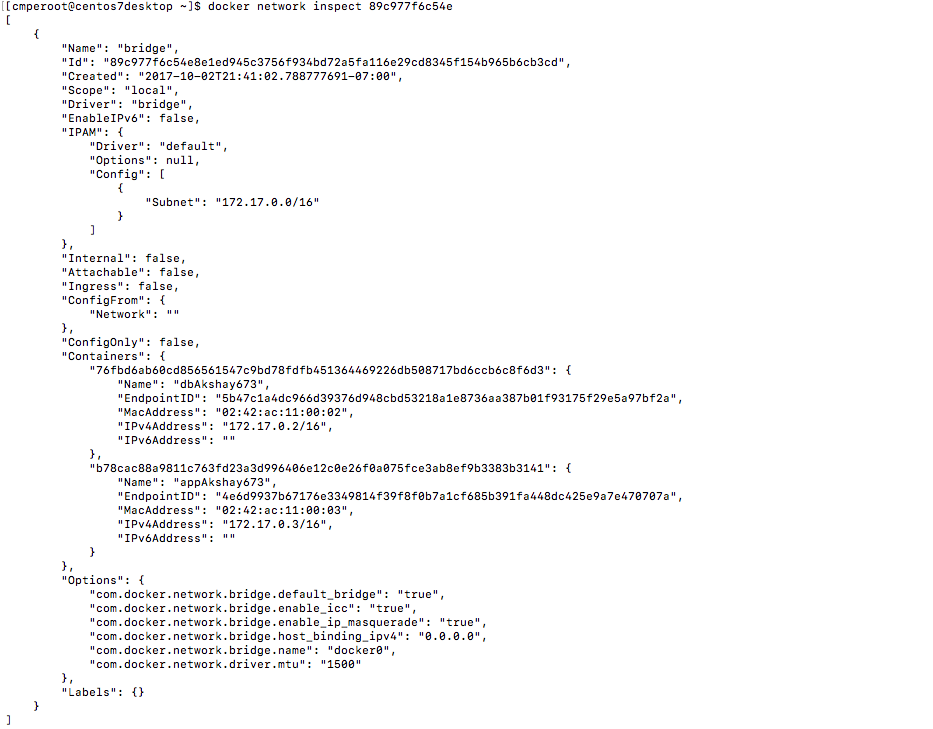 [[cmperoot@centos7desktop ~]$ docker network inspect 89c977f6c54e
[
    {
        "Name": "bridge",
        "Id": "89c977f6c54e8e1ed945c3756f934bd72a5fa116e29cd8345f154b965b6cb3cd",
        "Created": "2017-10-02T21:41:02.788777691-07:00",
        "Scope": "local",
        "Driver": "bridge",
        "EnableIPv6": false,
        "IPAM": {
            "Driver": "default",
            "Options": null,
            "Config": [
                {
                    "Subnet": "172.17.0.0/16"
                }
            ]
        },
        "Internal": false,
        "Attachable": false,
        "Ingress": false,
        "ConfigFrom": {
            "Network": ""
        },
        "ConfigOnly": false,
        "Containers": {
            "76fbd6ab60cd856561547c9bd78fdfb451364469226db508717bd6ccb6c8f6d3": {
                "Name": "dbAkshay673",
                "EndpointID": "5b47c1a4dc966d39376d948cbd53218a1e8736aa387b01f93175f29e5a97bf2a",
                "MacAddress": "02:42:ac:11:00:02",
                "IPv4Address": "172.17.0.2/16",
                "IPv6Address": ""
            },
            "b78cac88a9811c763fd23a3d996406e12c0e26f0a075fce3ab8ef9b3383b3141": {
                "Name": "appAkshay673",
                "EndpointID": "4e6d9937b67176e3349814f39f8f0b7a1cf685b391fa448dc425e9a7e470707a",
                "MacAddress": "02:42:ac:11:00:03",
                "IPv4Address": "172.17.0.3/16",
                "IPv6Address": ""
            }
        },
        "Options": {
            "com.docker.network.bridge.default_bridge": "true",
            "com.docker.network.bridge.enable_icc": "true",
            "com.docker.network.bridge.enable_ip_masquerade": "true",
            "com.docker.network.bridge.host_binding_ipv4": "0.0.0.0",
            "com.docker.network.bridge.name": "docker0",
            "com.docker.network.driver.mtu": "1500"
        },
        "Labels": {}
    }
]